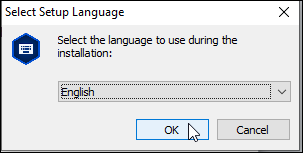 Select Setup Language
Select the language to use during the
installation:
English
OK
Cancel